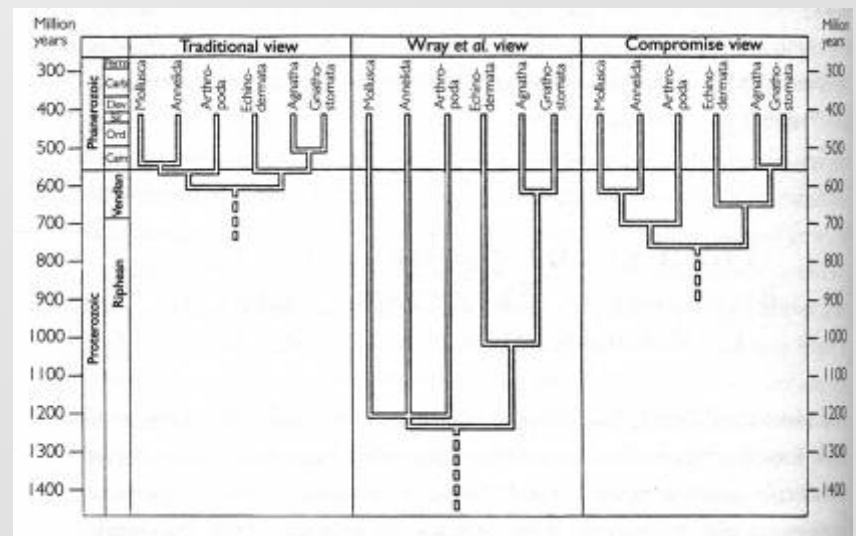 Million years
Traditional view
Wray et al. view
Compromise view
Million years
Mollusca
Annelida
Arthro-
poda
Echino-
dermata
Agnatha
Gnatho-
stomata
Mollusca
Annelida
Arthro-
poda
Echino-
dermata
Agnatha
Gnatho-
stomata
Mollusca
Annelida
Arthro-
poda
Echino-
dermata
Agnatha
Gnatho-
stomata
Phanerozoic
Carb
Dev
Ord.
Cam
Proterozoic
Vendian
Riphean
300
400
500
600
700
800
900
1000
1100
1200
1300
1400
300
400
500
600
700
800
900
1000
1100
1200
1300
1400